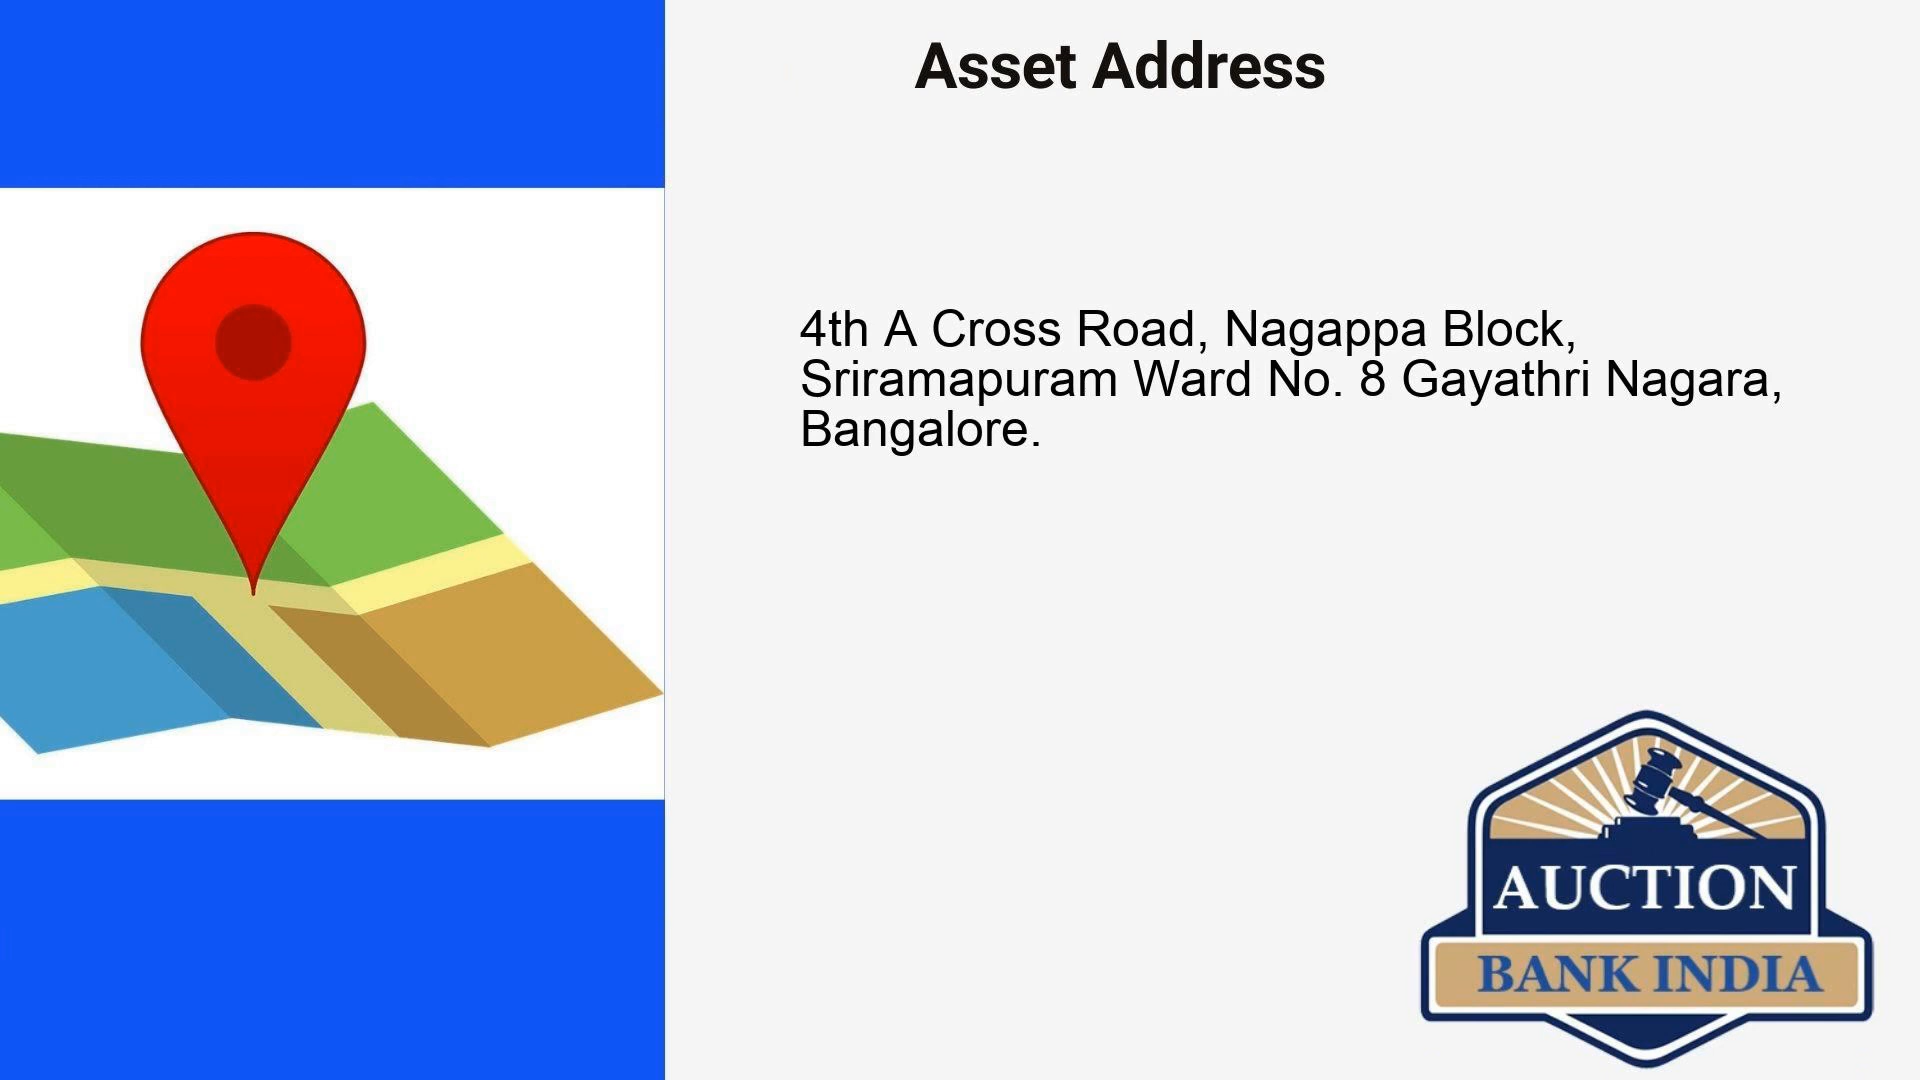 Asset Address
4th A Cross Road, Nagappa Block,
Sriramapuram Ward No. 8 Gayathri Nagara,
Bangalore.
AUCTION
BANK INDIA